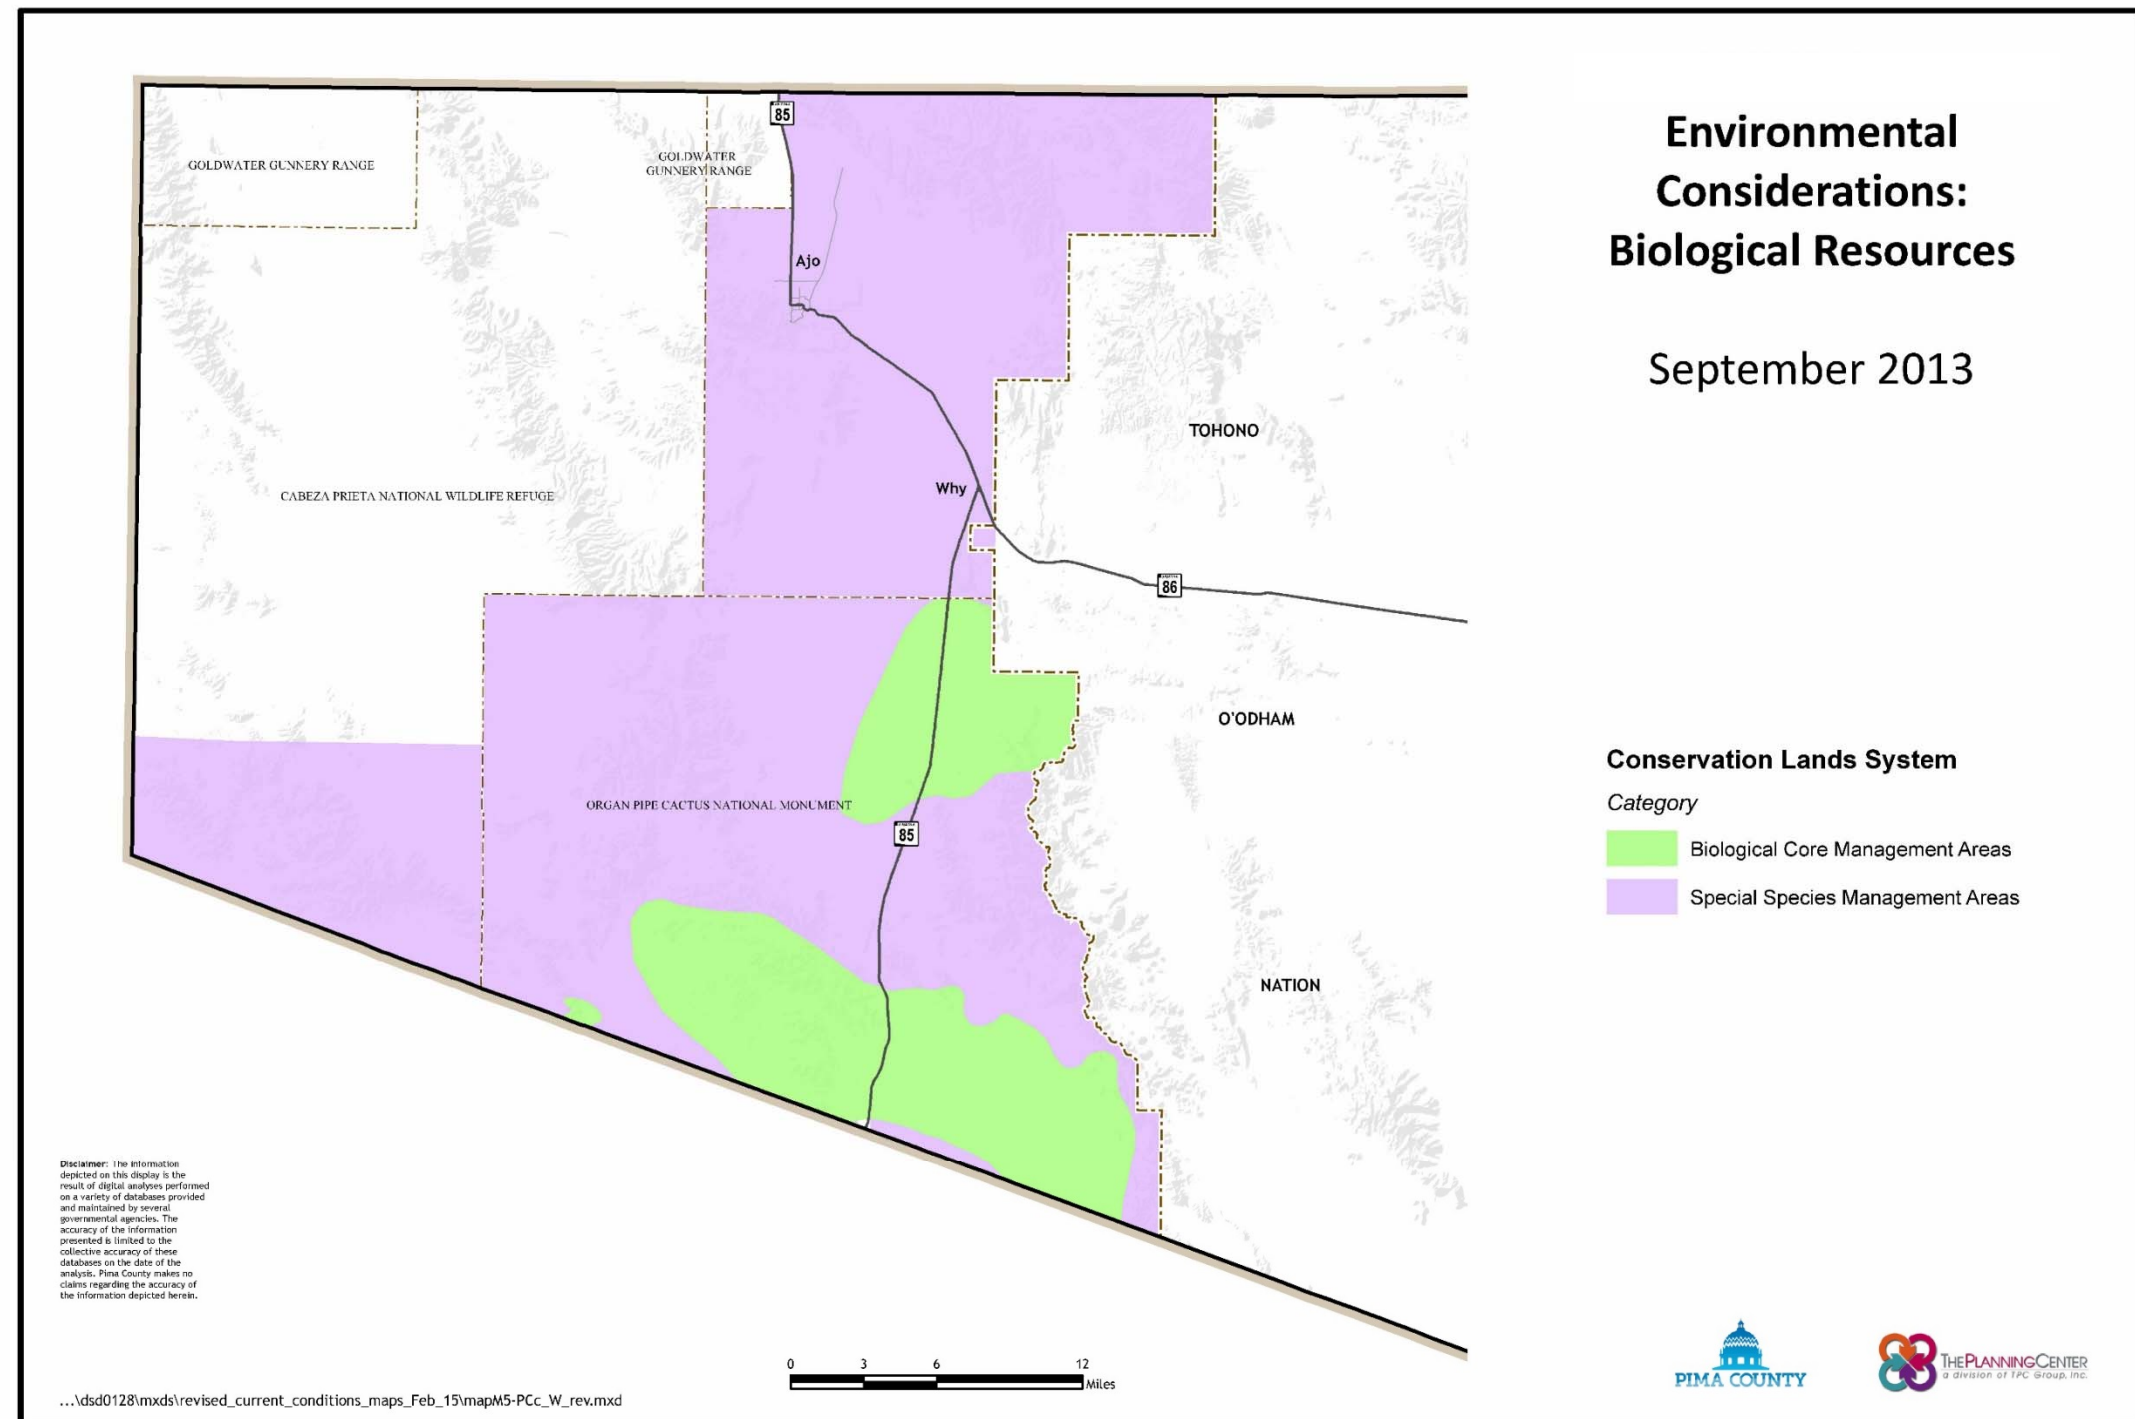 Environmental
Considerations:
Biological Resources
September 2013
85
GOLDWATER GUNNERY RANGE
GOLDWATER
GUNNERY RANGE
Ajo
TOHONO
Why
CABEZA PRIETA NATIONAL WILDLIFE REFUGE
86
O'ODHAM
ORGAN PIPE CACTUS NATIONAL MONUMENT
85
NATION
Conservation Lands System
Category
Biological Core Management Areas
Special Species Management Areas
Disclaimer: The information
depicted on this display is the
result of digital analyses performed
on a variety of databases provided
and maintained by several
governmental agencies. The
accuracy of the information
presented is limited to the
collective accuracy of these
databases on the date of the
analysis. Pima County makes no
claims regarding the accuracy of
the information depicted herein.
0 3 6 12
Miles
...\dsd0128\mxds\revised_current_conditions_maps_Feb_15\mapM5-PCc_W_rev.mxd
PIMA COUNTY
THE PLANNING CENTER
a division of TPC Group, Inc.